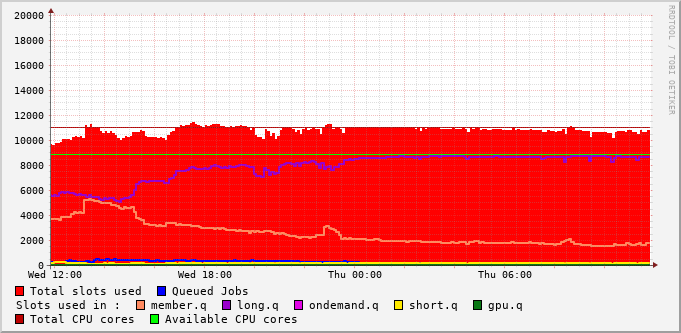 20000
18000
16000
14000
12000
10000
8000
6000
4000
2000
0
Wed 12:00 Wed 18:00 Thu 00:00 Thu 06:00
Total slots used Queued Jobs
Slots used in : member.q long.q ondemand.q short.q gpu.q
Total CPU cores Available CPU cores
RRDTOOL / TOBI OETIKER